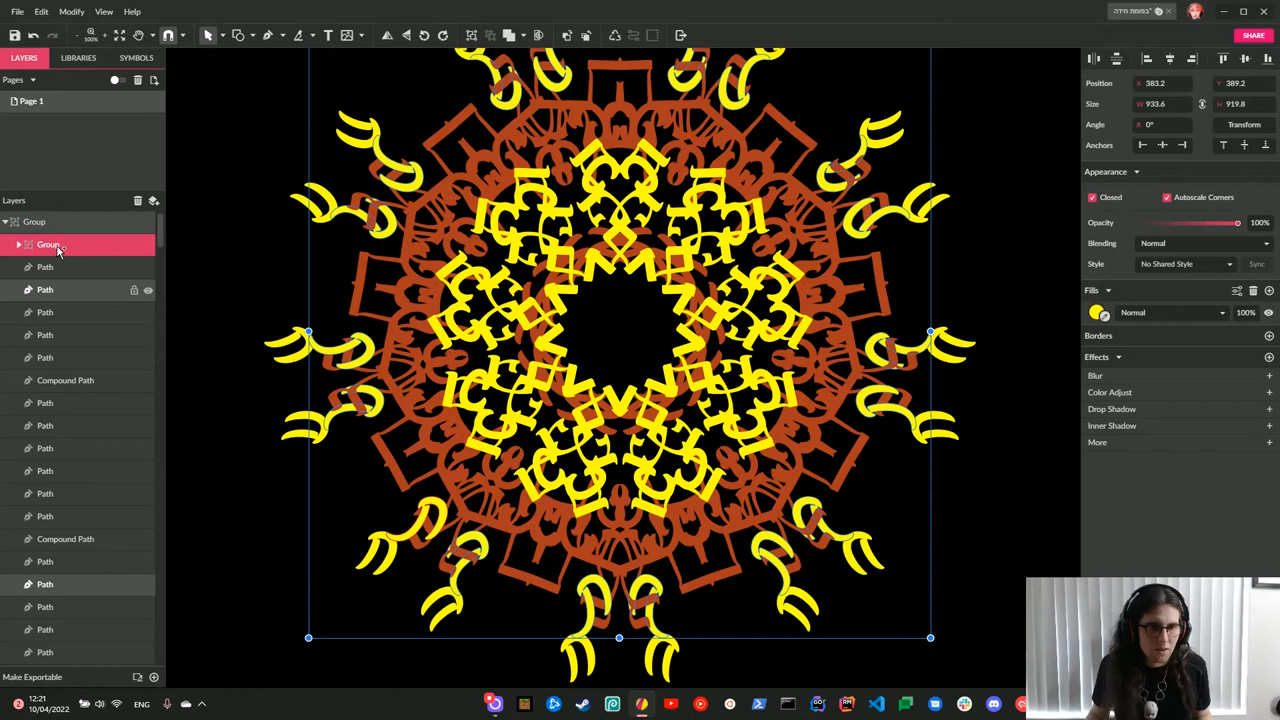 File Edit Modify View Help
בפומת חידה"
100%
SHARE
LAYERS LIBRARIES SYMBOLS
Pages
Page 1
Layers
Group
Group
Path
Path
Path
Path
Path
Compound Path
Path
Path
Path
Path
Path
Path
Compound Path
Path
Path
Path
Path
Path
Make Exportable
Position X 383.2 Y 389.2
Size W 933.6 H 919.8
Angle R 0° Transform
Anchors
Appearance
Closed Autoscale Corners
Opacity 100%
Blending Normal
Style No Shared Style Sync
Fills
Normal 100%
Borders
Effects
Blur
Color Adjust
Drop Shadow
Inner Shadow
More
12:21
10/04/2022
2
ENG